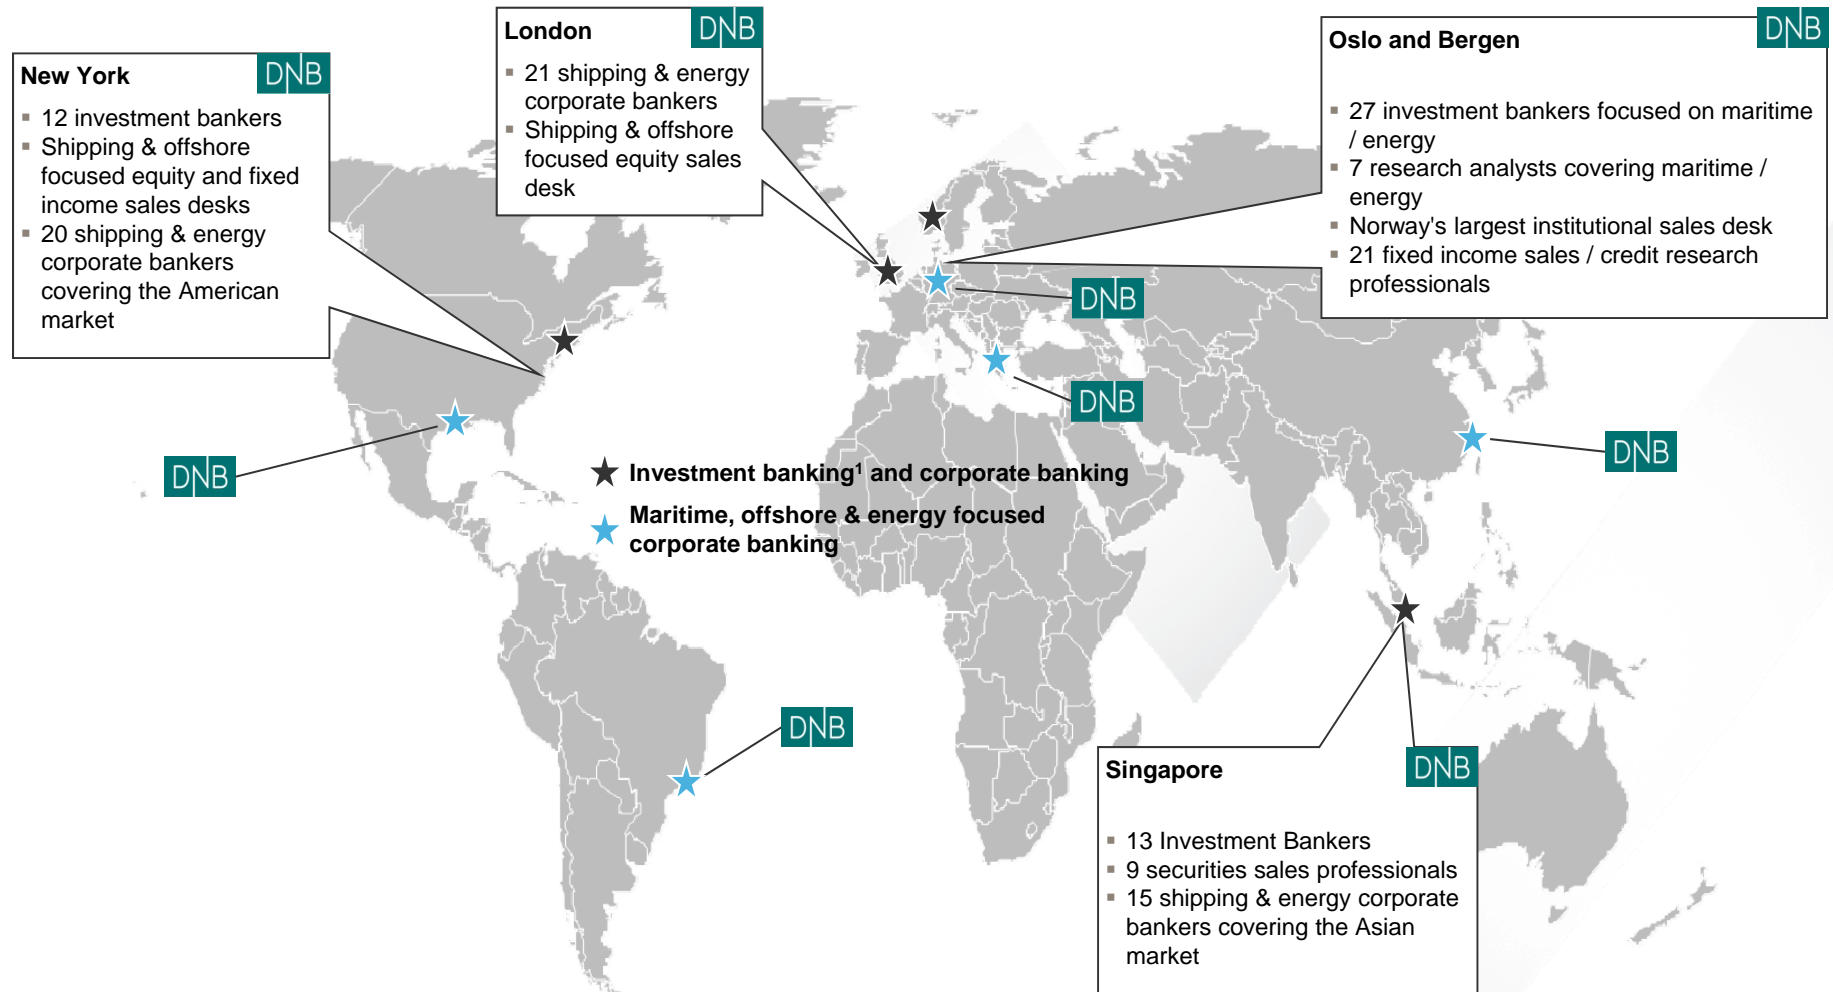 New York
DNB
▪ 12 investment bankers
▪ Shipping & offshore
focused equity and fixed
income sales desks
▪ 20 shipping & energy
corporate bankers
covering the American
market
London
DNB
▪ 21 shipping & energy
corporate bankers
▪ Shipping & offshore
focused equity sales
desk
Oslo and Bergen
DNB
▪ 27 investment bankers focused on maritime
/ energy
▪ 7 research analysts covering maritime /
energy
▪ Norway's largest institutional sales desk
▪ 21 fixed income sales / credit research
professionals
DNB
DNB
DNB
DNB
Investment banking¹ and corporate banking
Maritime, offshore & energy focused
corporate banking
DNB
Singapore
DNB
▪ 13 Investment Bankers
▪ 9 securities sales professionals
▪ 15 shipping & energy corporate
bankers covering the Asian
market